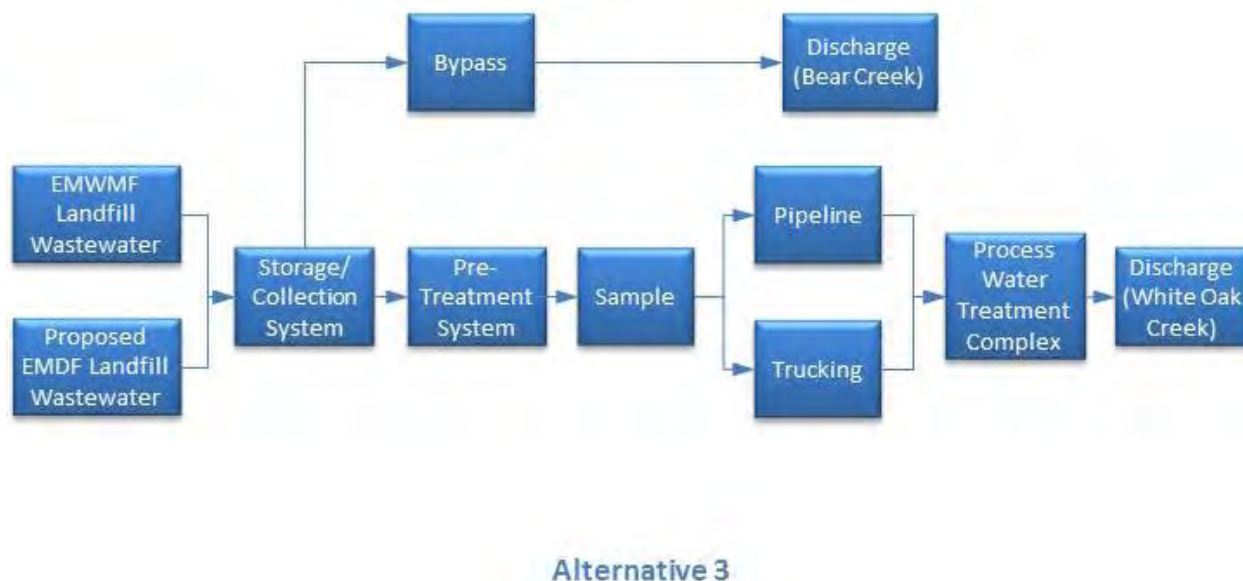 Bypass
Discharge
(Bear Creek)
EMWMF
Landfill
Wastewater
Proposed
EMDF Landfill
Wastewater
Storage/
Collection
System
Pre-
Treatment
System
Sample
Pipeline
Trucking
Process
Water
Treatment
Complex
Discharge
(White Oak
Creek)
Alternative 3